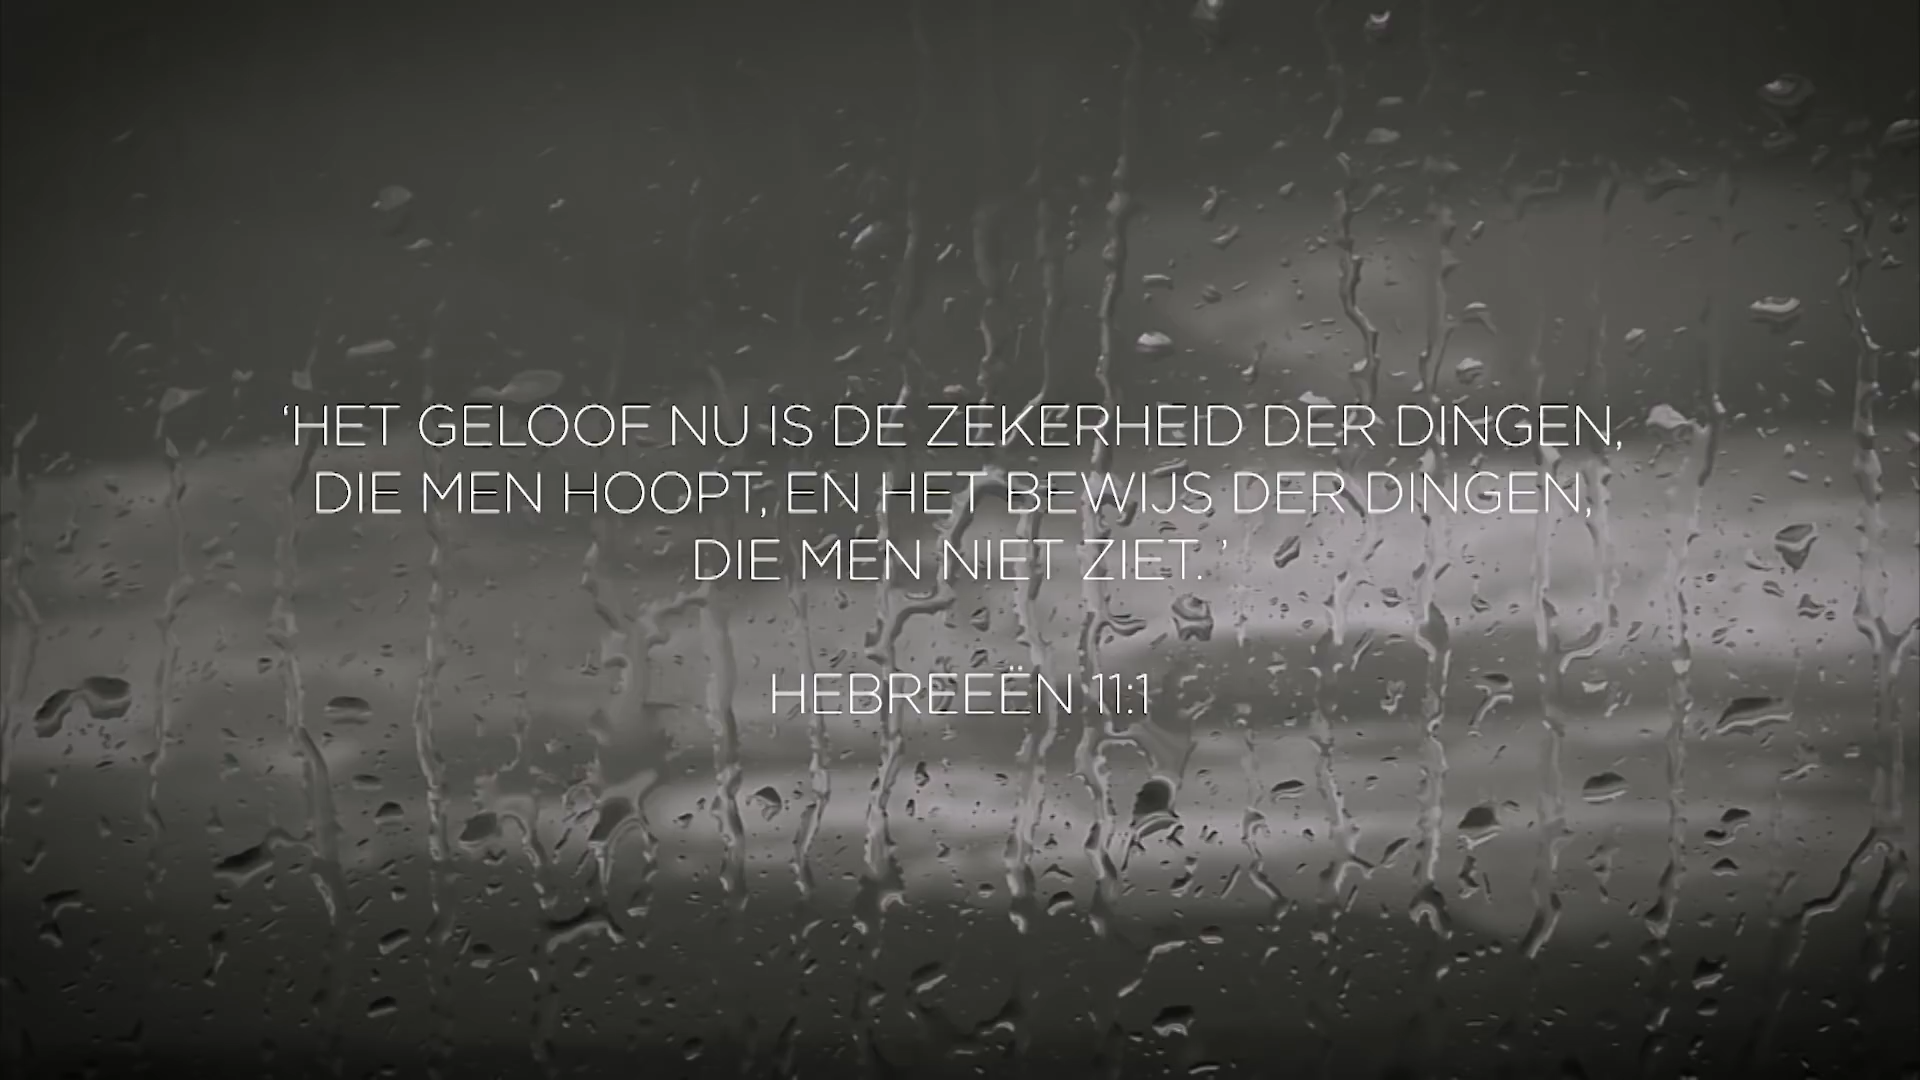 ‘HET GELOOF NU IS DE ZEKERHEID DER DINGEN,
DIE MEN HOOPT, EN HET BEWIJS DER DINGEN,
DIE MEN NIET ZIET. ’
HEBREEËN 11:1